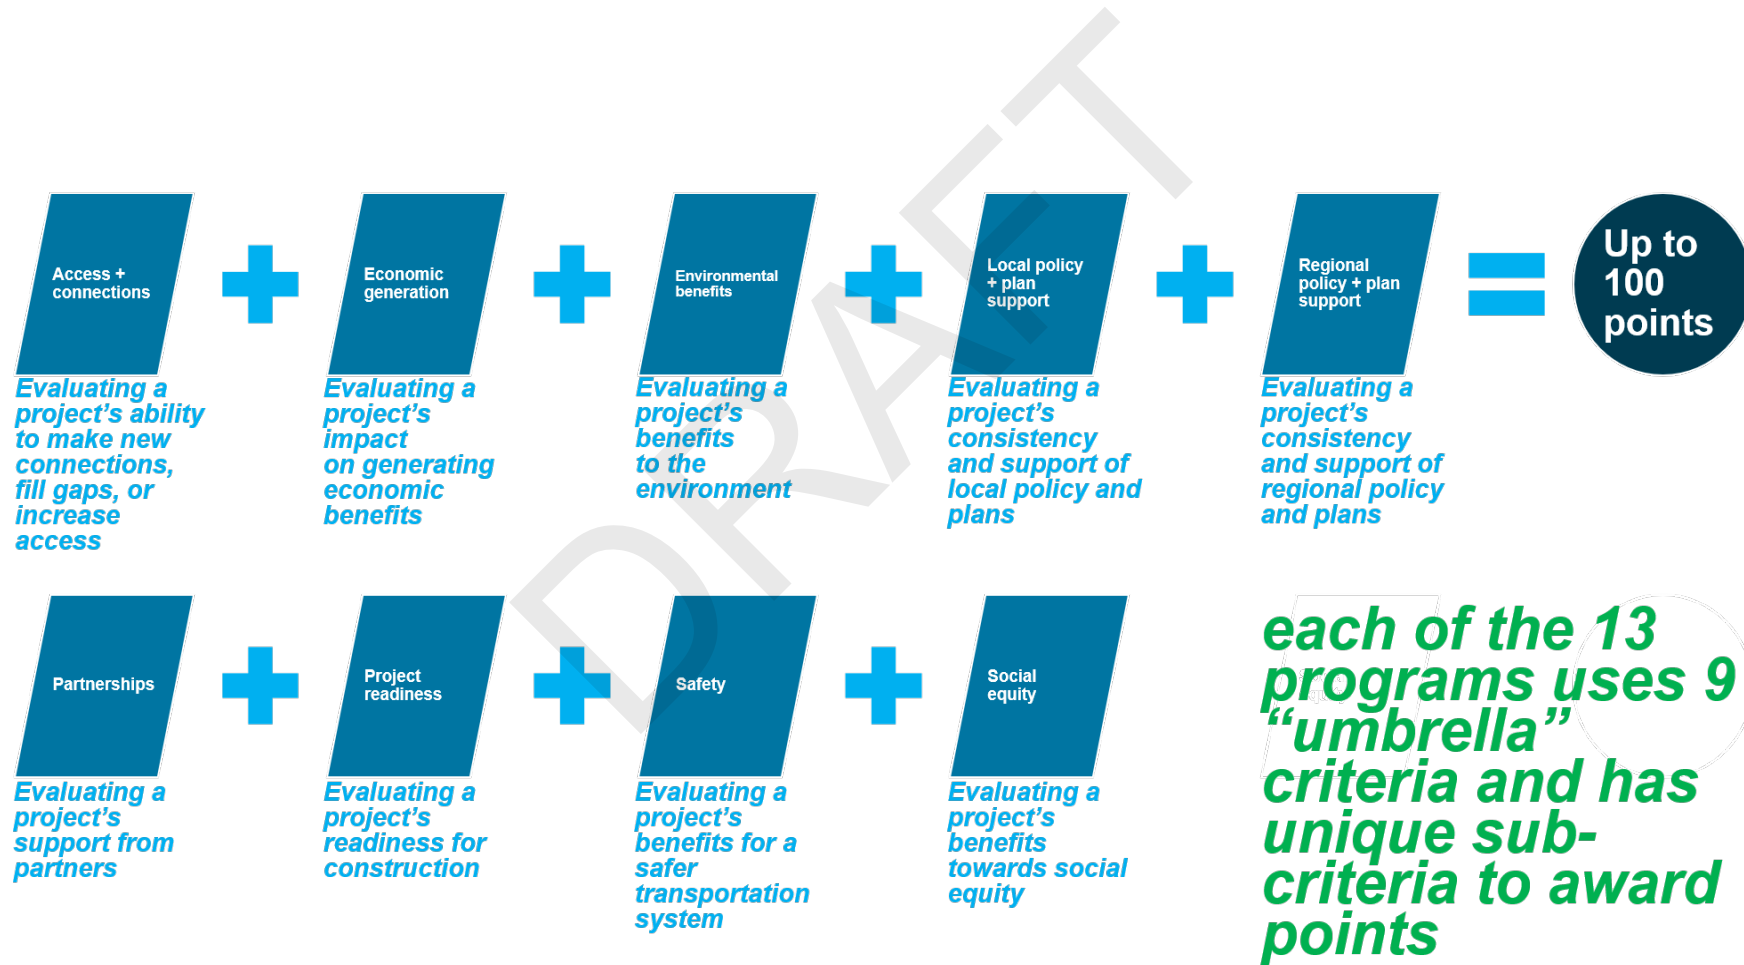 Access +
connections
Economic
generation
Environmental
benefits
Local policy
+ plan
support
Regional
policy + plan
support
Up to
100
points
Evaluating a
project’s ability
to make new
connections,
fill gaps, or
increase
access
Evaluating a
project’s
impact
on generating
economic
benefits
Evaluating a
project’s
benefits
to the
environment
Evaluating a
project’s
consistency
and support of
local policy and
plans
Evaluating a
project’s
consistency
and support of
regional policy
and plans
Partnerships
Project
readiness
Safety
Social
equity
Evaluating a
project’s
support from
partners
Evaluating a
project’s
readiness for
construction
Evaluating a
project’s
benefits for a
safer
transportation
system
Evaluating a
project’s
benefits
towards social
equity
each of the 13
programs uses 9
“umbrella”
criteria and has
unique sub-
criteria to award
points
DRAFT